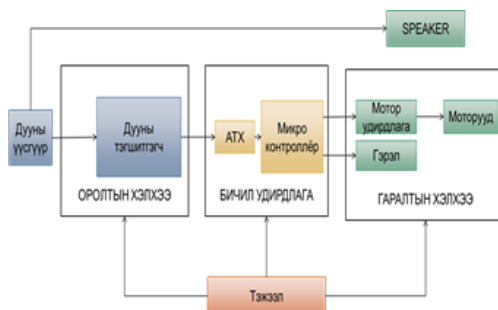 SPEAKER
Дууны
үүсгүүр
Дууны
тэгшитгэгч
АТХ
Микро
контроллёр
Мотор
удирдлага
Моторууд
Гэрэл
ОРОЛТЫН ХЭЛХЭЭ
БИЧИЛ УДИРДЛАГА
ГАРАЛТЫН ХЭЛХЭЭ
Тэжээл